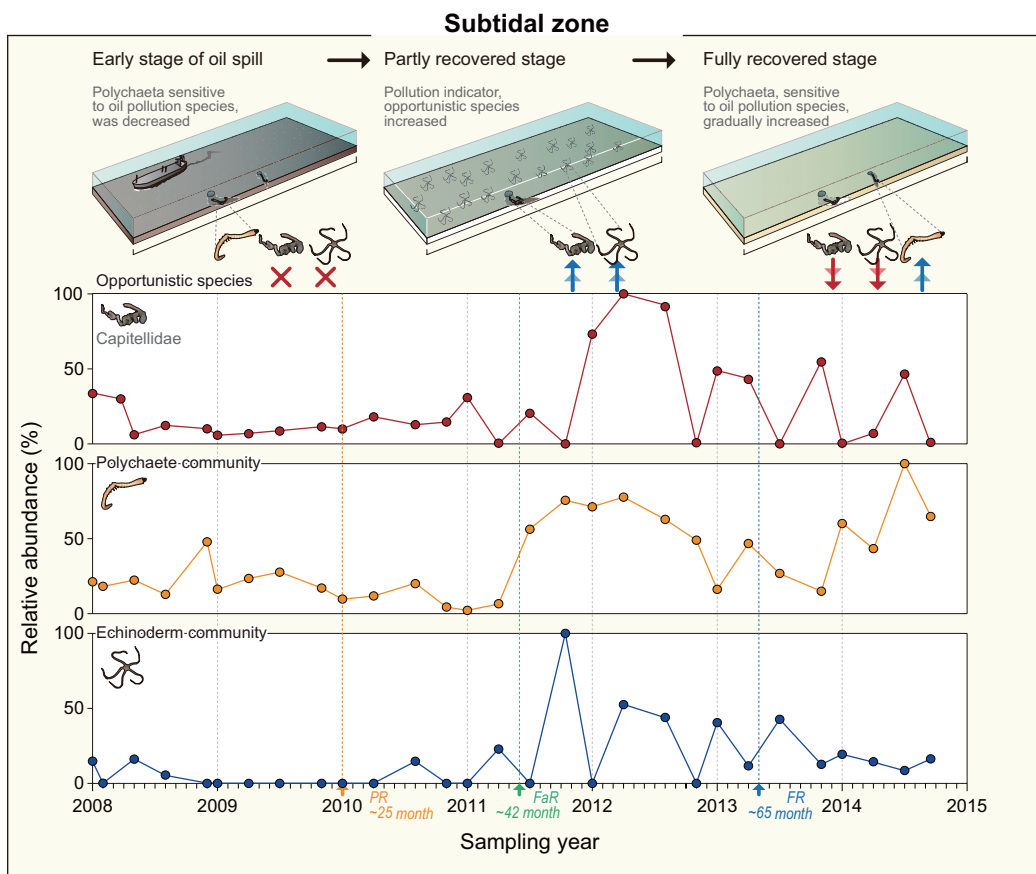 Subtidal zone
Early stage of oil spill
Partly recovered stage
Fully recovered stage
Polychaeta sensitive
to oil pollution species,
was decreased
Pollution indicator,
opportunistic species
increased
Polychaeta, sensitive
to oil pollution species,
gradually increased
Opportunistic species
100
Capitellidae
50
0
Polychaete community
100
50
0
Echinoderm community
100
50
0
Relative abundance (%)
2008
2009
2010
2011
2012
2013
2014
2015
PR
~25 month
FaR
~42 month
FR
~65 month
Sampling year